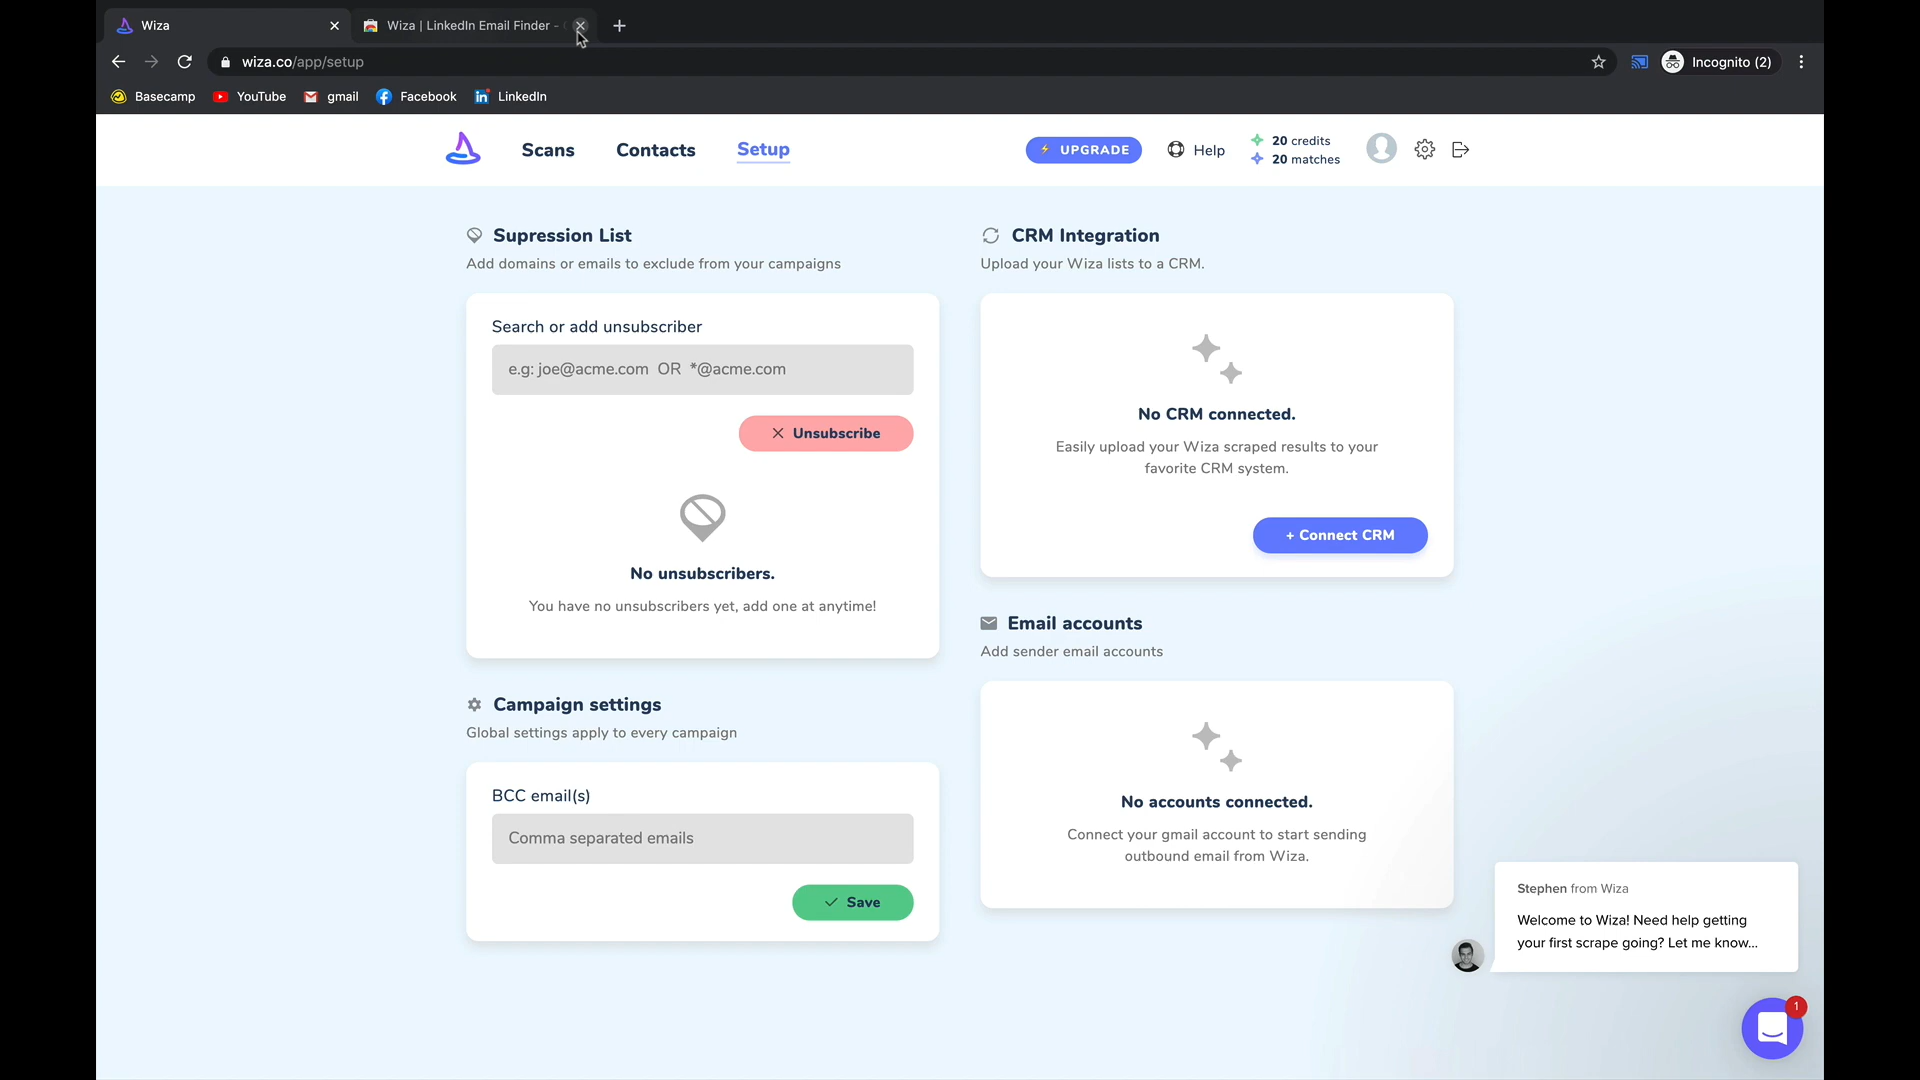 Wiza
Wiza | LinkedIn Email Finder -
wiza.co/app/setup
Incognito (2)
Basecamp
YouTube
gmail
Facebook
LinkedIn
Scans
Contacts
Setup
UPGRADE
Help
20 credits
20 matches
Supression List
Add domains or emails to exclude from your campaigns
Search or add unsubscriber
e.g: joe@acme.com OR *@acme.com
Unsubscribe
No unsubscribers.
You have no unsubscribers yet, add one at anytime!
Campaign settings
Global settings apply to every campaign
BCC email(s)
Comma separated emails
Save
CRM Integration
Upload your Wiza lists to a CRM.
No CRM connected.
Easily upload your Wiza scraped results to your
favorite CRM system.
+ Connect CRM
Email accounts
Add sender email accounts
No accounts connected.
Connect your gmail account to start sending
outbound email from Wiza.
Stephen from Wiza
Welcome to Wiza! Need help getting
your first scrape going? Let me know...
1